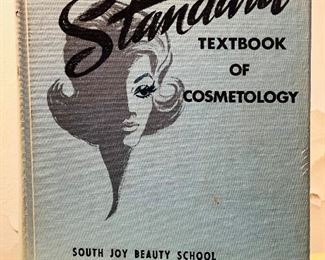 Standard
TEXTBOOK
OF
COSMETOLOGY
SOUTH JOY BEAUTY SCHOOL